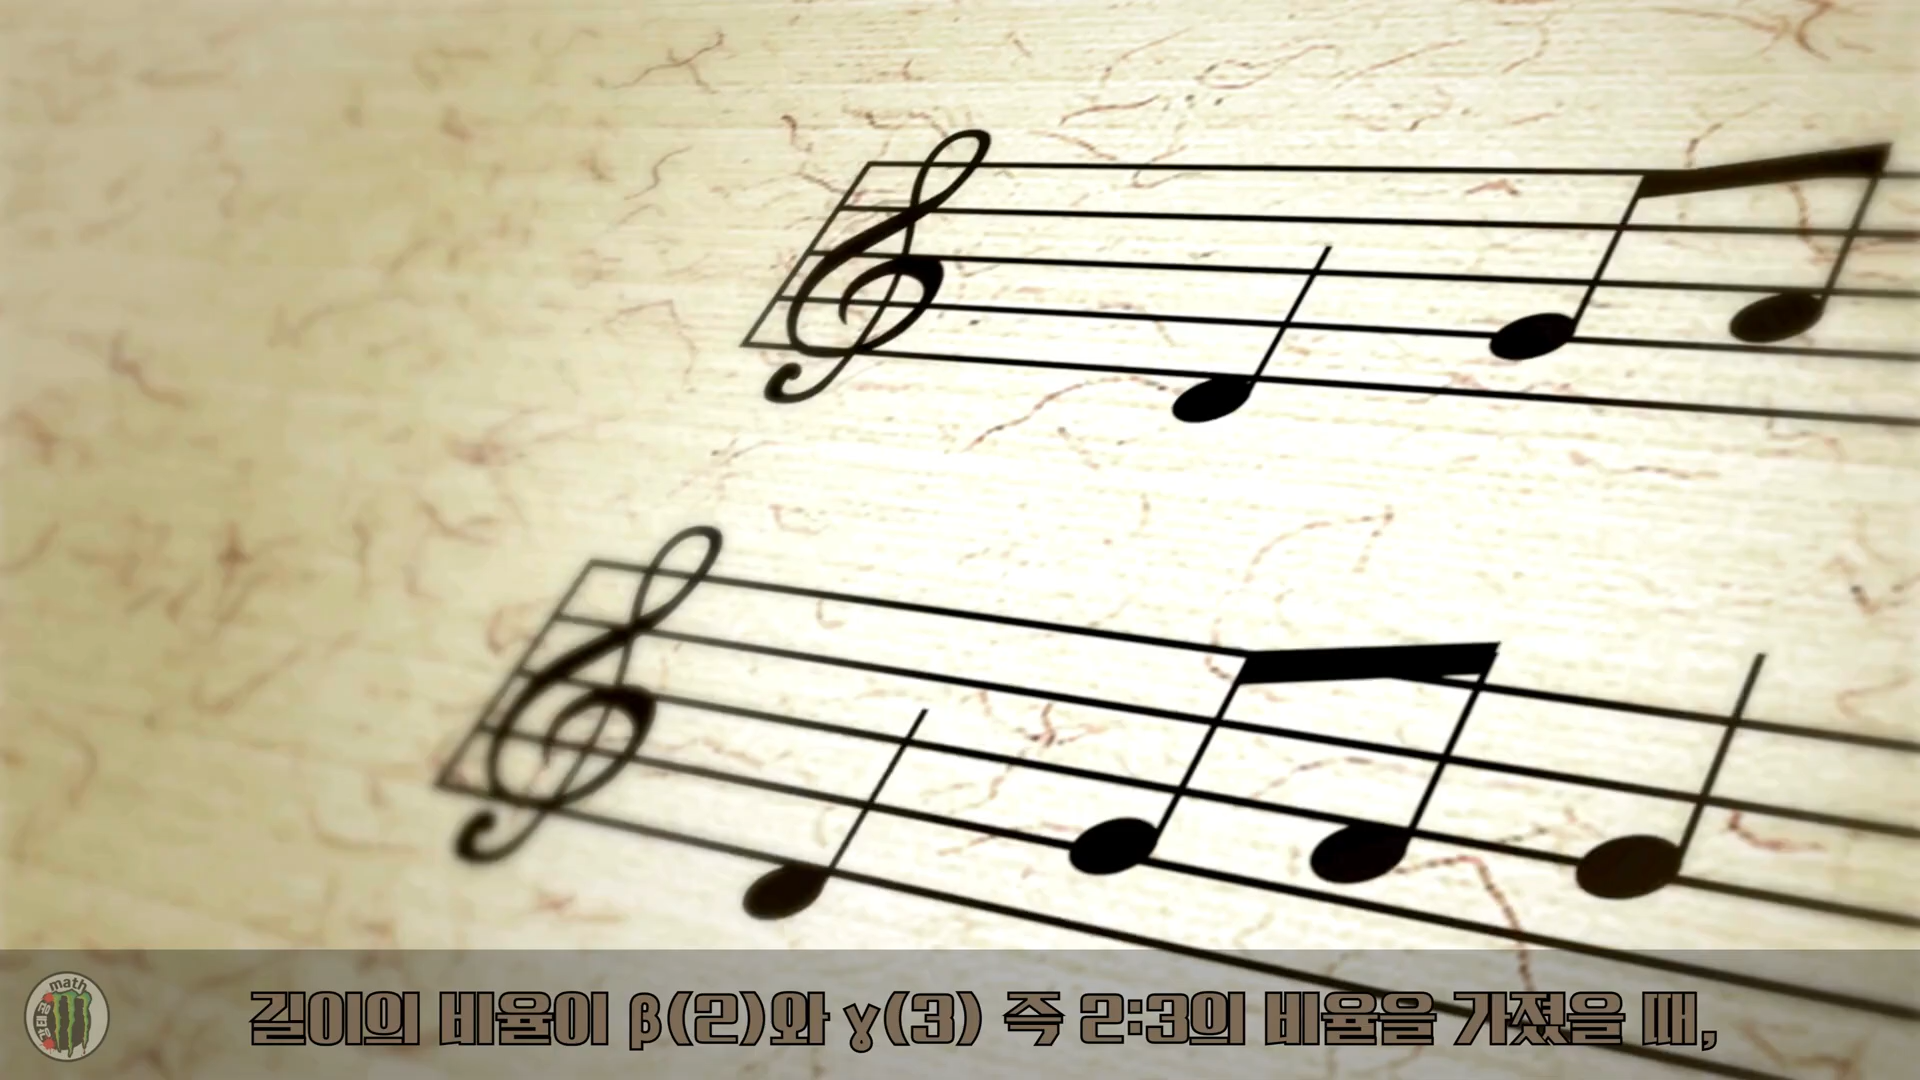 길이의 비율이 β(2)와 γ(3) 즉 2:3의 비율을 가졌을 때,
math